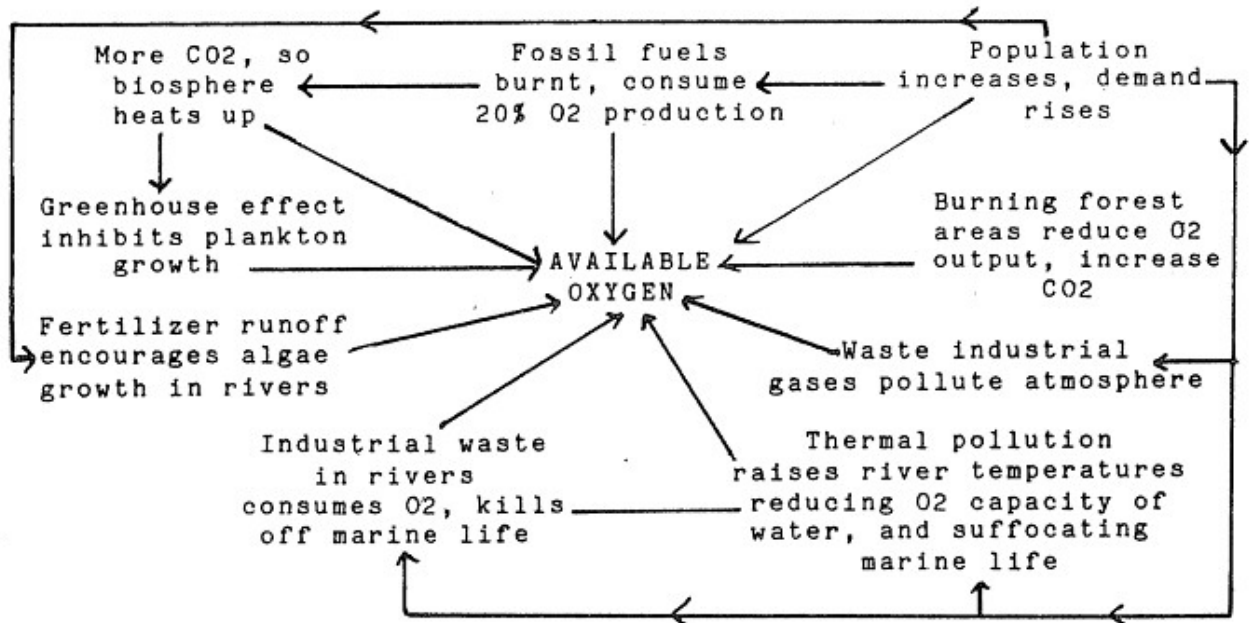 More CO2, so
biosphere
heats up
Fossil fuels
burnt, consume
20% O2 production
Population
increases, demand
rises
Greenhouse effect
inhibits plankton
growth
AVAILABLE
OXYGEN
Burning forest
areas reduce O2
output, increase
CO2
Fertilizer runoff
encourages algae
growth in rivers
Waste industrial
gases pollute atmosphere
Industrial waste
in rivers
consumes O2, kills
off marine life
Thermal pollution
raises river temperatures
reducing O2 capacity of
water, and suffocating
marine life